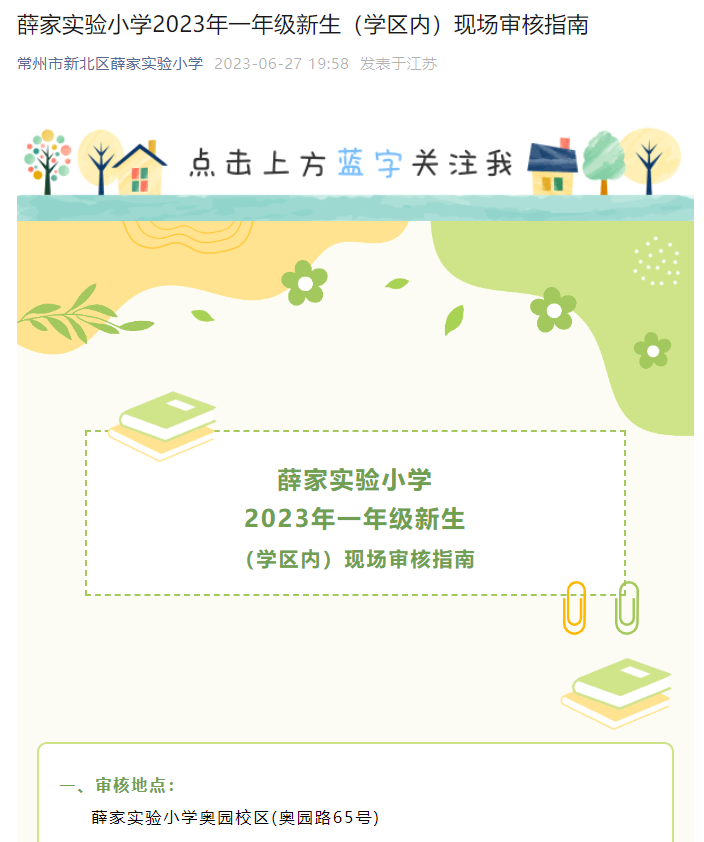 薛家实验小学2023年一年级新生（学区内）现场审核指南
常州市新北区薛家实验小学 2023-06-27 19:58 发表于江苏
点击上方蓝字关注我
薛家实验小学
2023年一年级新生
（学区内）现场审核指南
一、审核地点：
薛家实验小学奥园校区(奥园路65号)